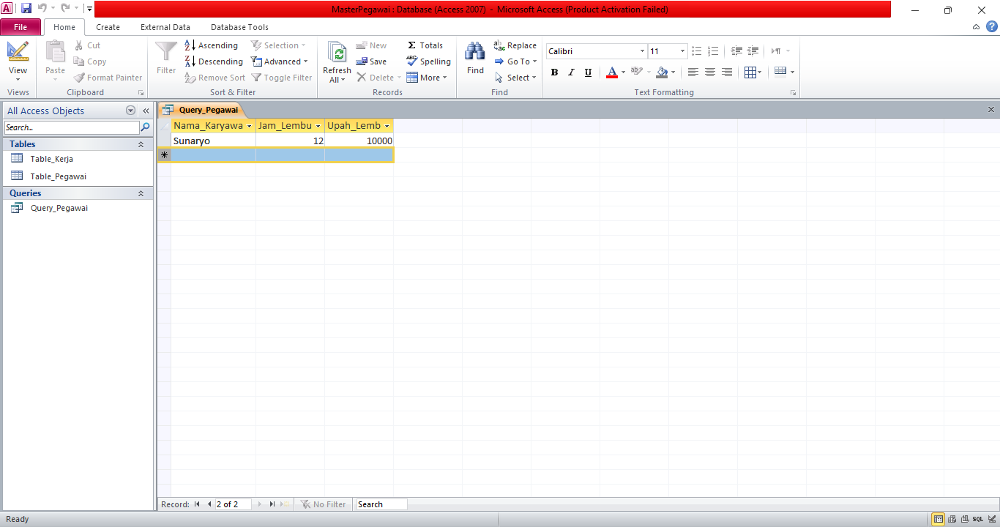 MasterPegawai : Database (Access 2007) - Microsoft Access (Product Activation Failed)
File Home Create External Data Database Tools
View
Views
Paste
Cut
Copy
Format Painter
Clipboard
Filter
Ascending
Descending
Remove Sort
Selection
Advanced
Toggle Filter
Sort & Filter
Refresh
All
New
Save
Delete
Totals
Spelling
More
Records
Find
Replace
Go To
Select
Find
Calibri 11
B I U A
Text Formatting
All Access Objects
Search...
Tables
Table_Kerja
Table_Pegawai
Queries
Query_Pegawai
Query_Pegawai
Nama_Karyawa Jam_Lembu Upah_Lemb
Sunaryo 12 10000
Record: 2 of 2 No Filter Search
Ready SQL